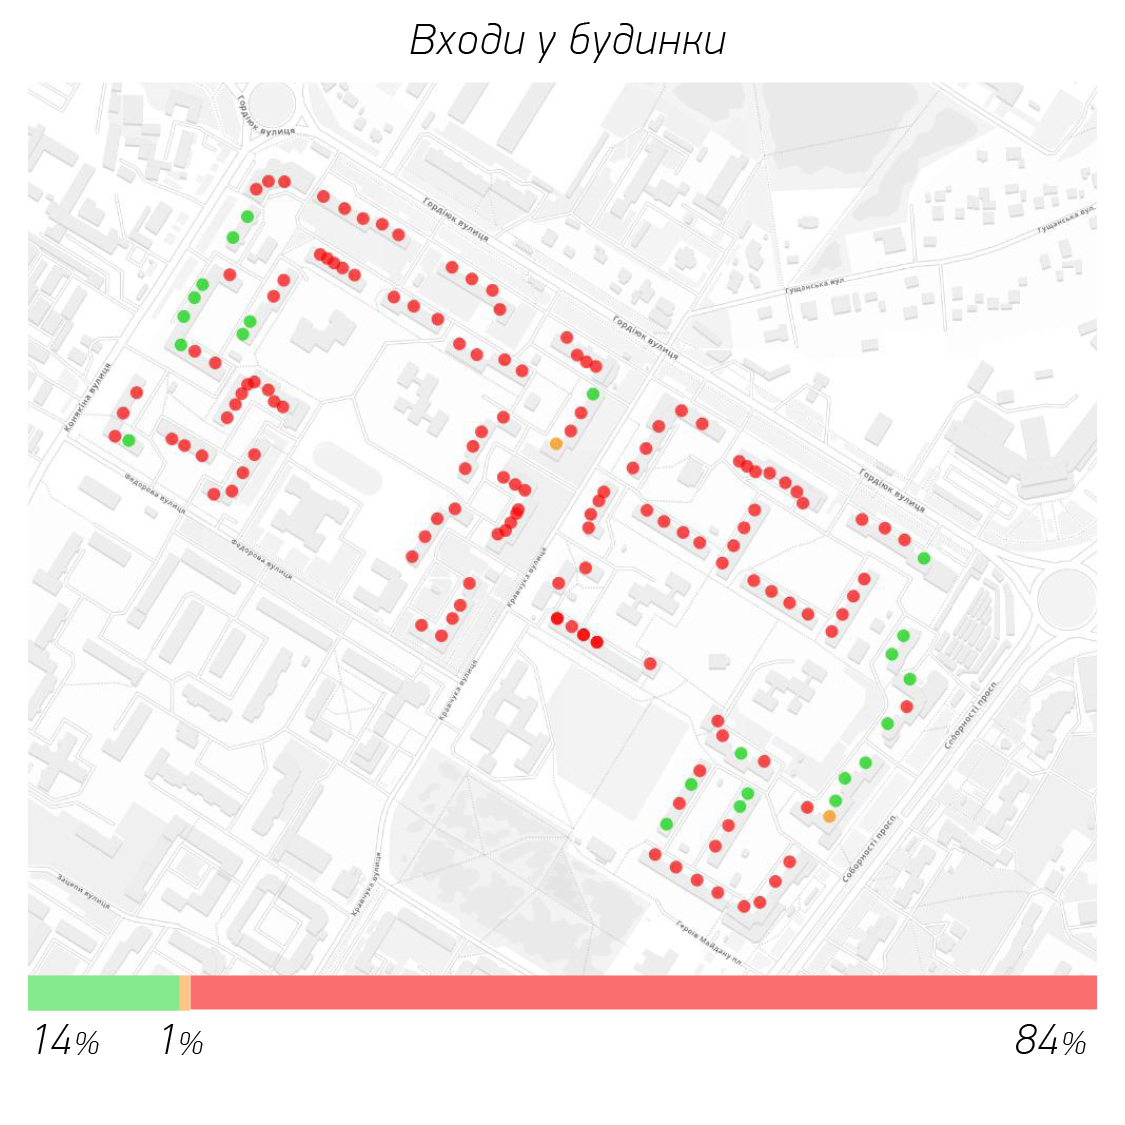 Входи у будинки
Гордіюк вулиця
Гордіюк вулиця
Гущанська вул.
Гущанська вул.
Гордіюк вулиця
Конякіна вулиця
Гордіюк вулиця
Федорова вулиця
Федорова вулиця
Кравчука вулиця
Кравчука вулиця
Соборності просп.
Соборності просп.
Кравчука вулиця
Зацепи вулиця
Героїв Майдану пл.
14%
1%
84%